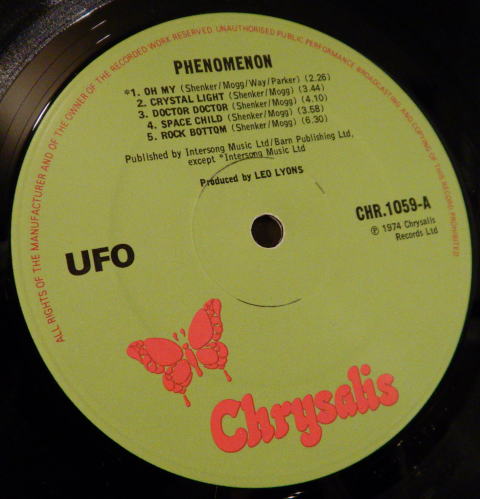 ALL RIGHTS OF THE MANUFACTURER AND OF THE OWNER OF THE RECORDED WORK RESERVED. UNAUTHORISED PUBLIC PERFORMANCE BROADCASTING AND COPYING OF THIS RECORD PROHIBITED
PHENOMENON
*1. OH MY (Shenker/Mogg/Way/Parker) (2.26)
2. CRYSTAL LIGHT (Shenker/Mogg) (3.44)
3. DOCTOR DOCTOR (Shenker/Mogg) (4.10)
4. SPACE CHILD (Shenker/Mogg) (3.58)
5. ROCK BOTTOM (Shenker/Mogg) (6.30)
Published by Intersong Music Ltd/Barn Publishing Ltd,
except *Intersong Music Ltd
Produced by LEO LYONS
CHR.1059-A
℗ 1974 Chrysalis
Records Ltd
UFO
Chrysalis